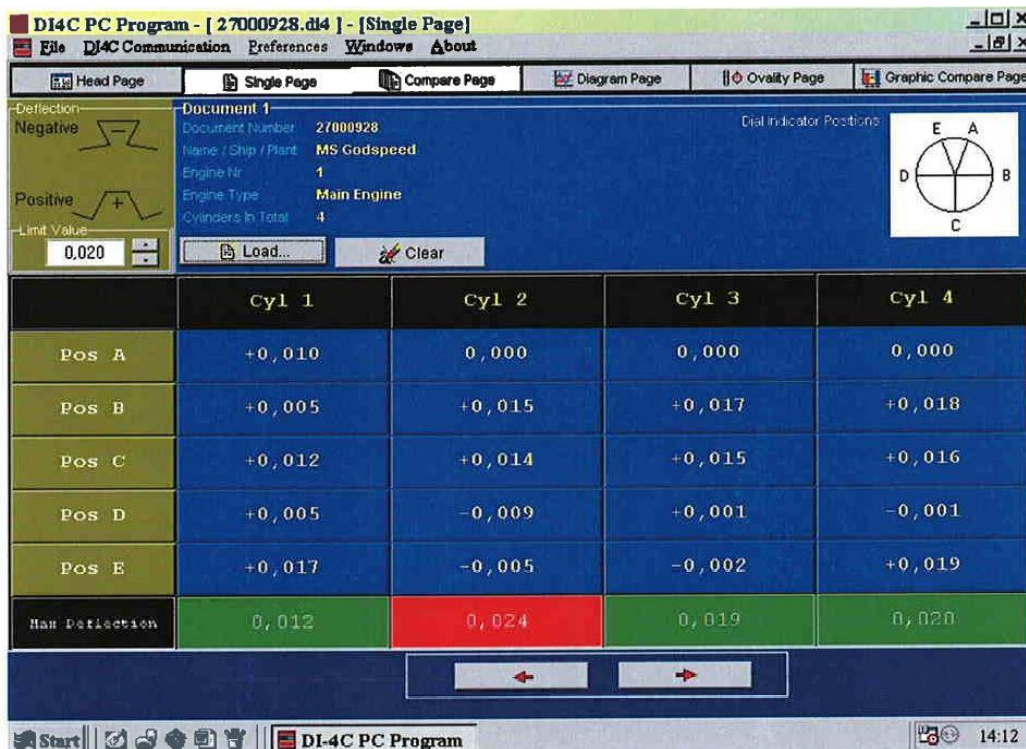 DI4C PC Program - [ 27000928.di4 ] - [Single Page]
File DI4C Communication Preferences Windows About
Head Page Single Page Compare Page Diagram Page Ovality Page Graphic Compare Page
Deflection
Negative
Positive
Limit Value
0,020
Document 1
Document Number 27000928
Name / Ship / Plant MS Godspeed
Engine Nr 1
Engine Type Main Engine
Cylinders In Total 4
Load... Clear
Dial Indicator Positions
E A
D B
C
Cyl 1 Cyl 2 Cyl 3 Cyl 4
Pos A +0,010 0,000 0,000 0,000
Pos B +0,005 +0,015 +0,017 +0,018
Pos C +0,012 +0,014 +0,015 +0,016
Pos D +0,005 -0,009 +0,001 -0,001
Pos E +0,017 -0,005 -0,002 +0,019
Max Deflection 0,012 0,024 0,019 0,020
Start DI-4C PC Program 14:12